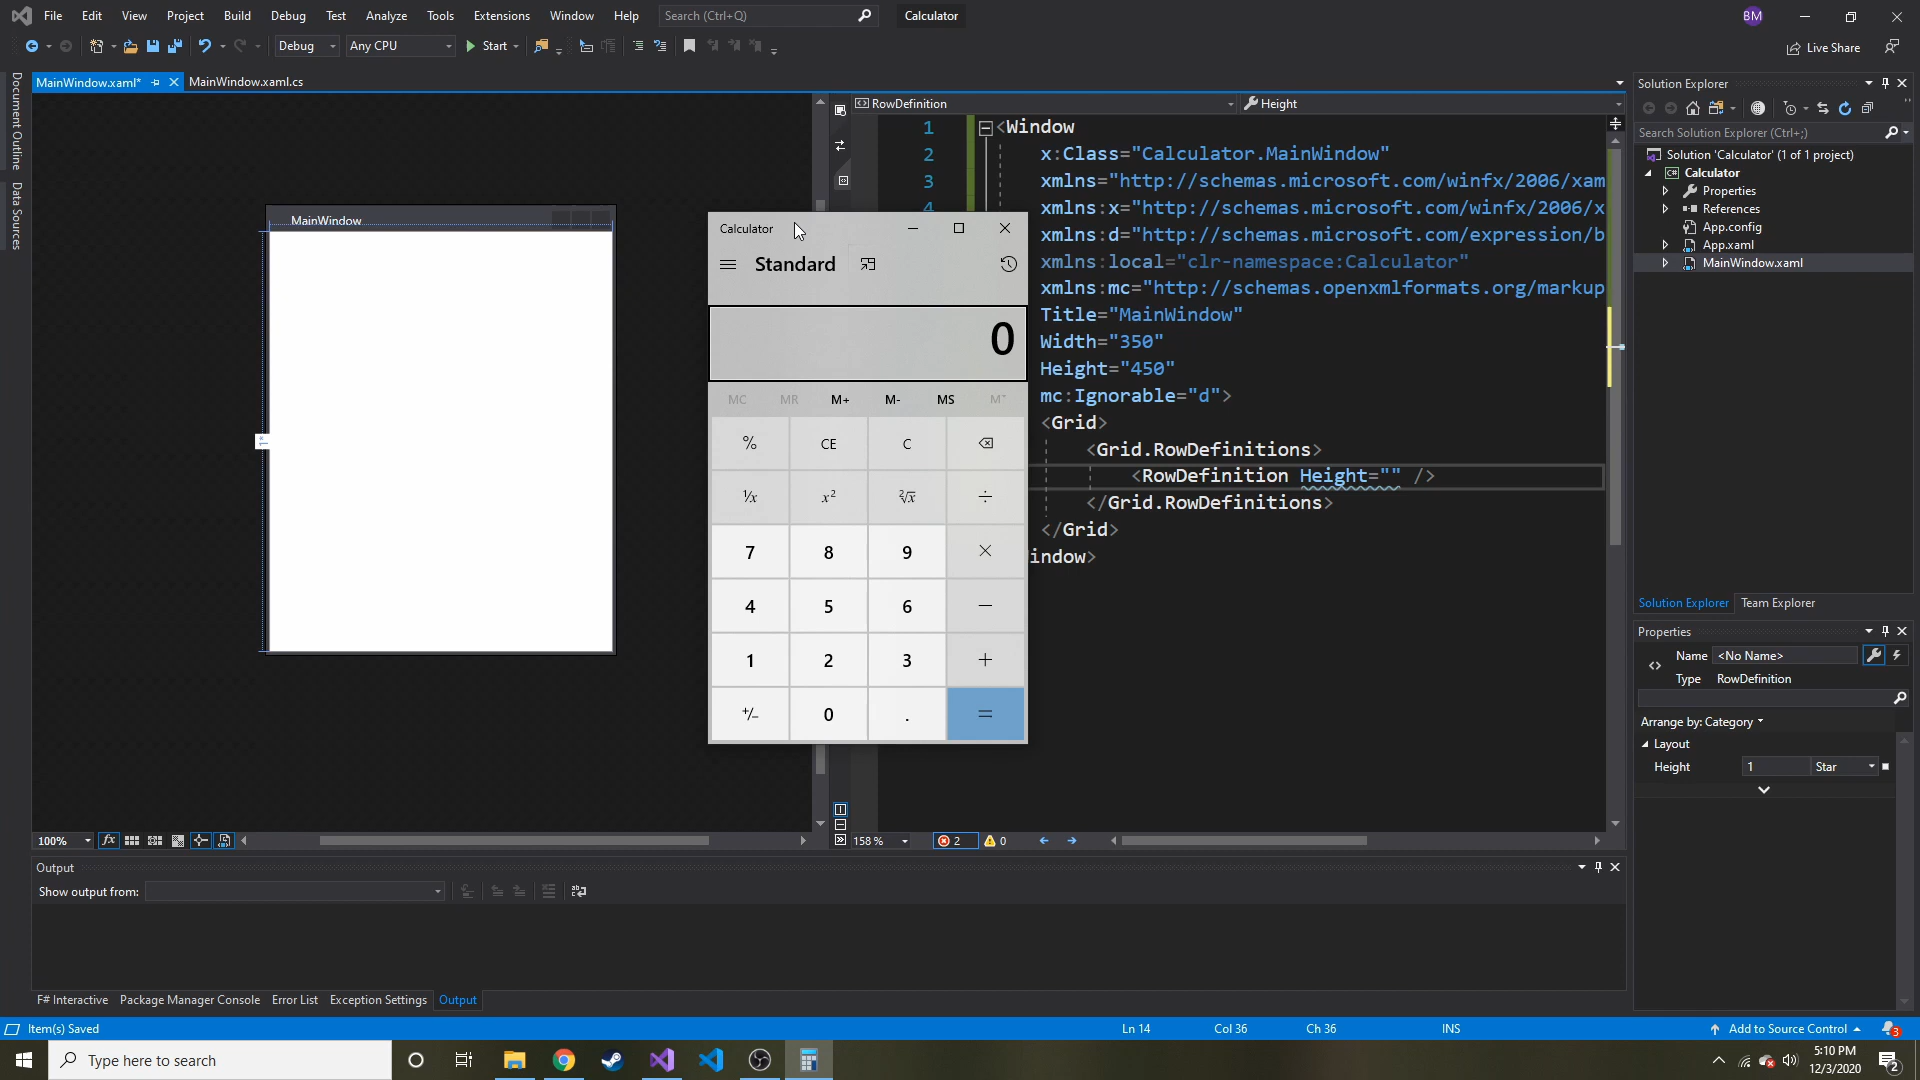 File Edit View Project Build Debug Test Analyze Tools Extensions Window Help Search (Ctrl+Q) Calculator BM
Debug Any CPU Start Live Share
Document Outline
Data Sources
MainWindow.xaml* MainWindow.xaml.cs
RowDefinition Height
MainWindow
1*
1 <Window
2 x:Class="Calculator.MainWindow"
3 xmlns="http://schemas.microsoft.com/winfx/2006/xam
4 xmlns:x="http://schemas.microsoft.com/winfx/2006/x
xmlns:d="http://schemas.microsoft.com/expression/b
xmlns:local="clr-namespace:Calculator"
xmlns:mc="http://schemas.openxmlformats.org/markup
Title="MainWindow"
Width="350"
Height="450"
mc:Ignorable="d">
<Grid>
<Grid.RowDefinitions>
<RowDefinition Height="" />
</Grid.RowDefinitions>
</Grid>
indow>
Calculator
Standard
0
MC MR M+ M- MS M˅
% CE C
¹/x x² ²√x ÷
7 8 9 ×
4 5 6 −
1 2 3 +
+/− 0 . =
100% fx
158 % 2 0
Solution Explorer
Search Solution Explorer (Ctrl+;)
Solution 'Calculator' (1 of 1 project)
C# Calculator
Properties
References
App.config
App.xaml
MainWindow.xaml
Solution Explorer Team Explorer
Properties
Name <No Name>
Type RowDefinition
Arrange by: Category
Layout
Height 1 Star
Output
Show output from:
F# Interactive Package Manager Console Error List Exception Settings Output
Item(s) Saved Ln 14 Col 36 Ch 36 INS Add to Source Control 3
Type here to search
5:10 PM
12/3/2020
2